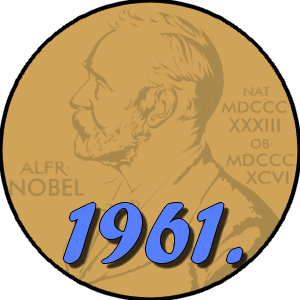 NAT·
MDCCC
XXXIII
OB·
MDCCC
XCVI
ALFR·
NOBEL
1961.